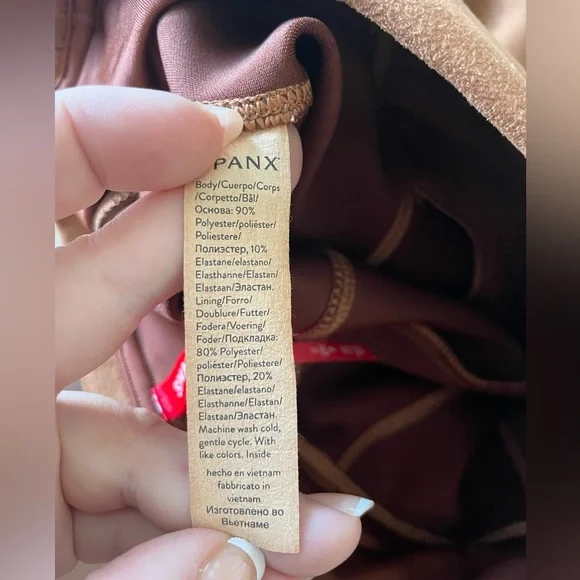 PANX
Body/Cuerpo/Corps
/Corpetto/Bål/
Основа: 90%
Polyester/poliéster/
Poliestere/
Полиэстер, 10%
Elastane/elastano/
Elasthanne/Elastan/
Elastaan/Эластан.
Lining/Forro/
Doublure/Futter/
Fodera/Voering/
Foder/Подкладка:
80% Polyester/
poliéster/Poliestere/
Полиэстер, 20%
Elastane/elastano/
Elasthanne/Elastan/
Elastaan/Эластан.
Machine wash cold,
gentle cycle. With
like colors. Inside
hecho en vietnam
fabbricato in
vietnam
Изготовлено во
Вьетнаме